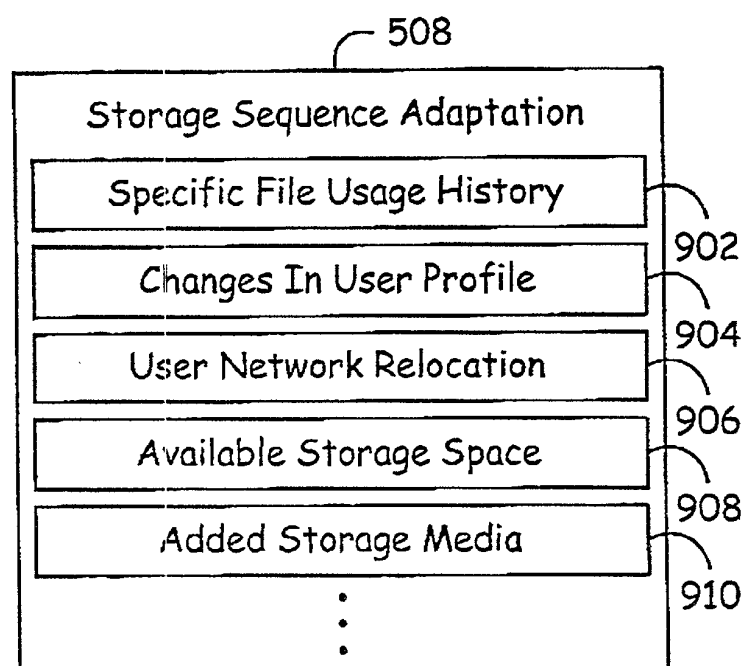 508
Storage Sequence Adaptation
Specific File Usage History
902
Changes In User Profile
904
User Network Relocation
906
Available Storage Space
908
Added Storage Media
910